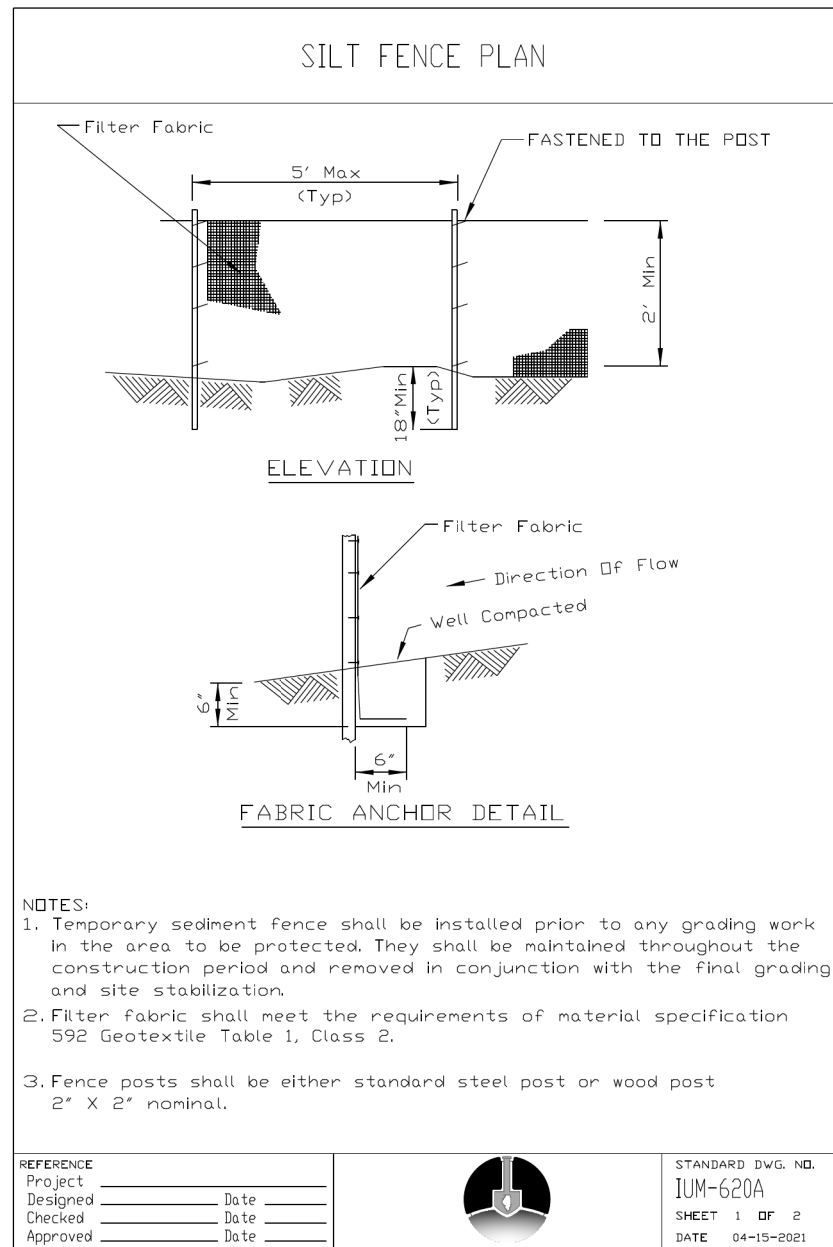 SILT FENCE PLAN
Filter Fabric
FASTENED TO THE POST
5' Max
(Typ)
2' Min
18"Min
(Typ)
ELEVATION
Filter Fabric
Direction Of Flow
Well Compacted
6"
Min
6"
Min
FABRIC ANCHOR DETAIL
NOTES:
1. Temporary sediment fence shall be installed prior to any grading work
in the area to be protected. They shall be maintained throughout the
construction period and removed in conjunction with the final grading
and site stabilization.
2. Filter fabric shall meet the requirements of material specification
592 Geotextile Table 1, Class 2.
3. Fence posts shall be either standard steel post or wood post
2" X 2" nominal.
REFERENCE
Project
Designed Date
Checked Date
Approved Date
STANDARD DWG. NO.
IUM-620A
SHEET 1 OF 2
DATE 04-15-2021